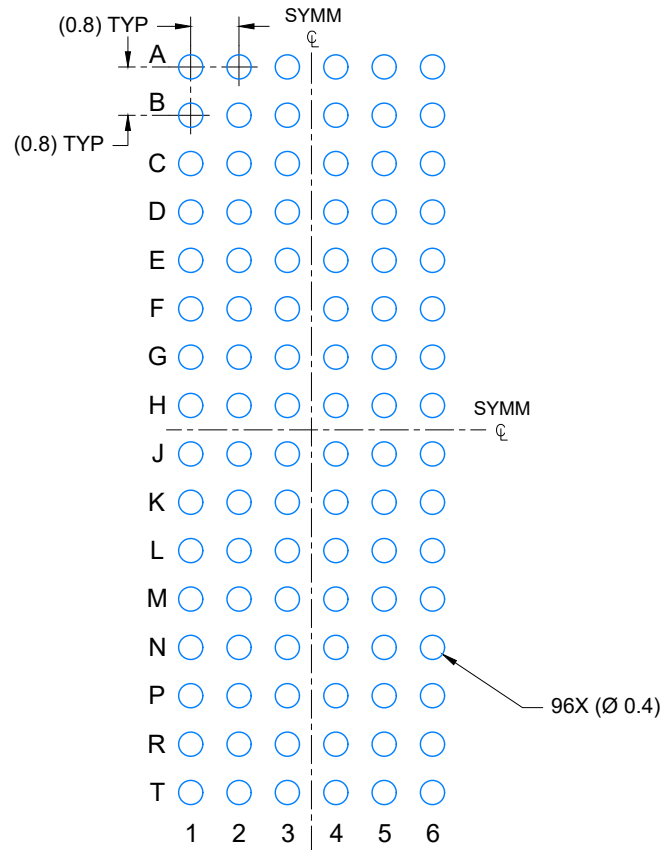 (0.8) TYP
SYMM
℄
A
B
(0.8) TYP
C
D
E
F
G
H
SYMM
℄
J
K
L
M
N
P
96X (Ø 0.4)
R
T
1 2 3 4 5 6